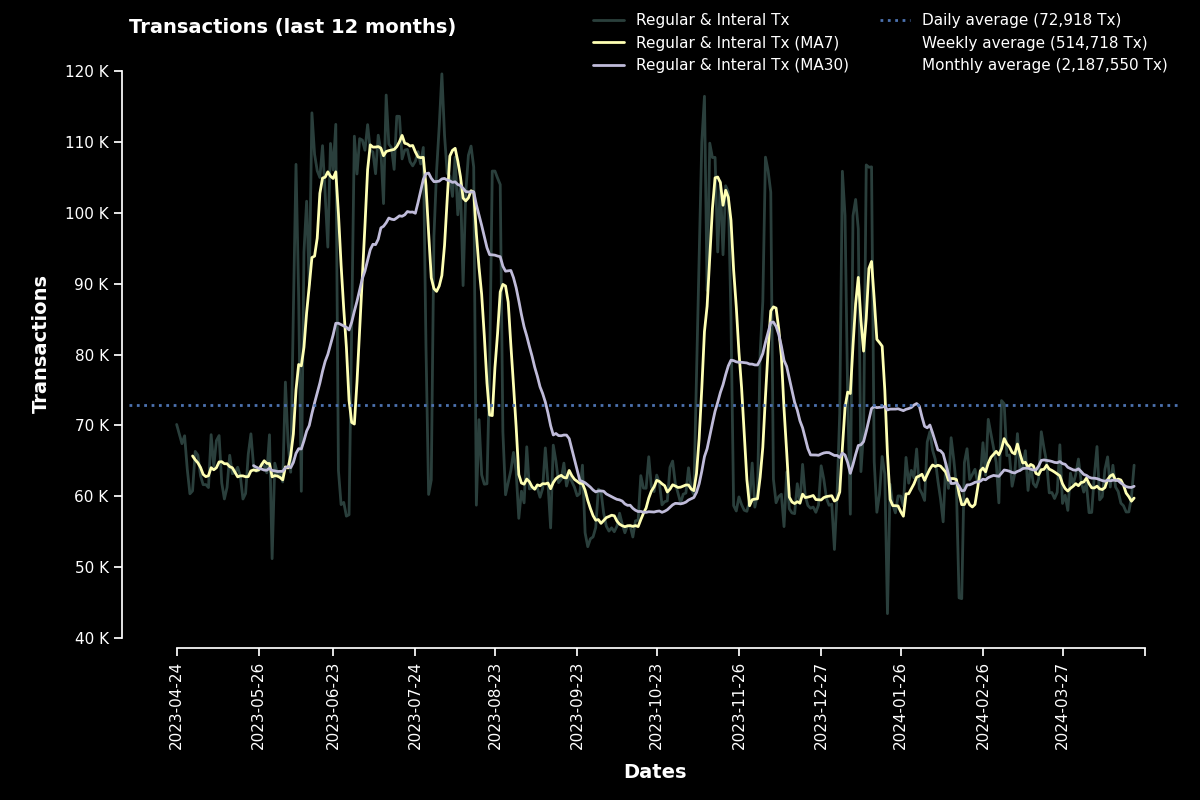 Transactions (last 12 months)
Regular & Interal Tx
Regular & Interal Tx (MA7)
Regular & Interal Tx (MA30)
Daily average (72,918 Tx)
Weekly average (514,718 Tx)
Monthly average (2,187,550 Tx)
120 K
110 K
100 K
90 K
80 K
70 K
60 K
50 K
40 K
Transactions
2023-04-24
2023-05-26
2023-06-23
2023-07-24
2023-08-23
2023-09-23
2023-10-23
2023-11-26
2023-12-27
2024-01-26
2024-02-26
2024-03-27
Dates